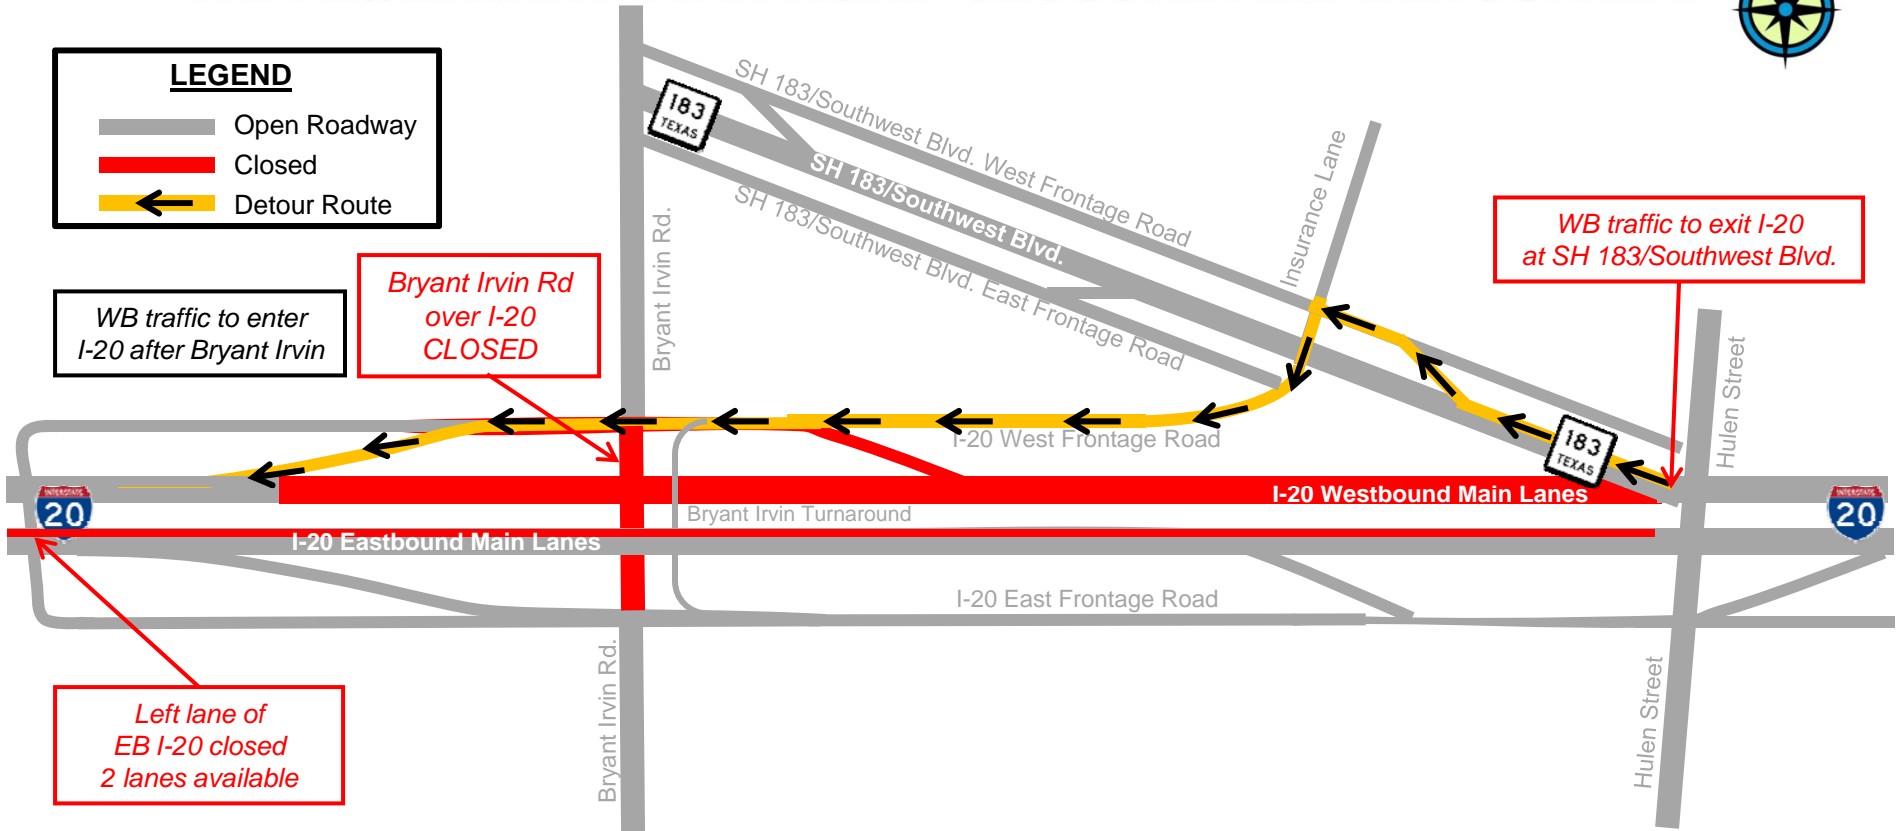 LEGEND
Open Roadway
Closed
Detour Route
WB traffic to enter
I-20 after Bryant Irvin
Bryant Irvin Rd
over I-20
CLOSED
Bryant Irvin Rd.
183
TEXAS
SH 183/Southwest Blvd. West Frontage Road
SH 183/Southwest Blvd.
SH 183/Southwest Blvd. East Frontage Road
Insurance Lane
WB traffic to exit I-20
at SH 183/Southwest Blvd.
Hulen Street
183
TEXAS
I-20 West Frontage Road
I-20 Westbound Main Lanes
INTERSTATE
20
INTERSTATE
20
Bryant Irvin Turnaround
I-20 Eastbound Main Lanes
I-20 East Frontage Road
Left lane of
EB I-20 closed
2 lanes available
Bryant Irvin Rd.
Hulen Street